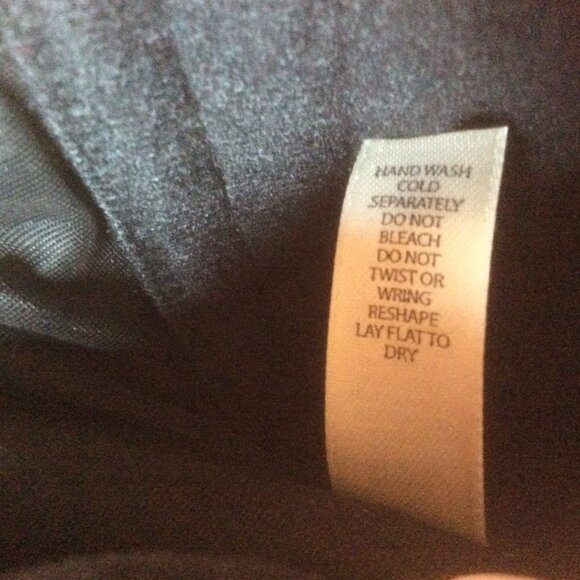 HAND WASH
COLD
SEPARATELY
DO NOT
BLEACH
DO NOT
TWIST OR
WRING
RESHAPE
LAY FLAT TO
DRY